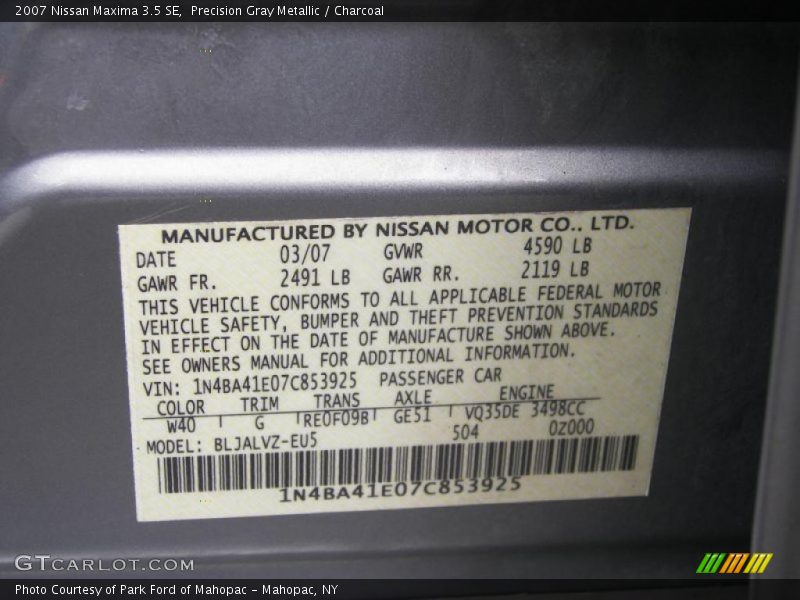 2007 Nissan Maxima 3.5 SE,  Precision Gray Metallic / Charcoal
MANUFACTURED BY NISSAN MOTOR CO., LTD.
DATE 03/07 GVWR 4590 LB
GAWR FR. 2491 LB GAWR RR. 2119 LB
THIS VEHICLE CONFORMS TO ALL APPLICABLE FEDERAL MOTOR
VEHICLE SAFETY, BUMPER AND THEFT PREVENTION STANDARDS
IN EFFECT ON THE DATE OF MANUFACTURE SHOWN ABOVE.
SEE OWNERS MANUAL FOR ADDITIONAL INFORMATION.
VIN: 1N4BA41E07C853925 PASSENGER CAR
COLOR TRIM TRANS AXLE ENGINE
W40 G RE0F09B GE51 VQ35DE 3498CC
MODEL: BLJALVZ-EU5 504 0Z000
1N4BA41E07C853925
GTCARLOT.COM
Photo Courtesy of Park Ford of Mahopac – Mahopac, NY